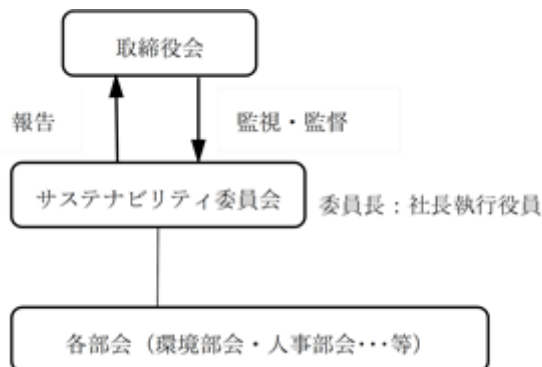 取締役会
報告
監視・監督
サステナビリティ委員会
委員長：社長執行役員
各部会（環境部会・人事部会･･･等）